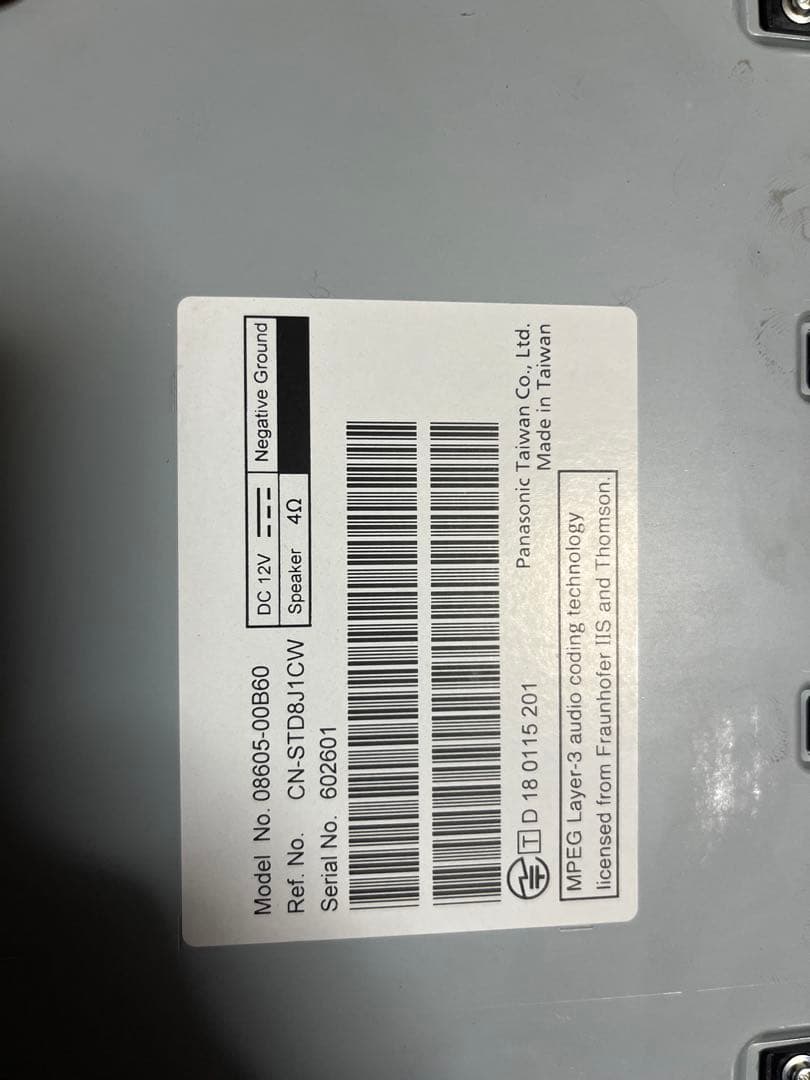 Model No. 08605-00B60
Ref. No. CN-STD8J1CW
Serial No. 602601
DC 12V Negative Ground
Speaker 4Ω
Panasonic Taiwan Co., Ltd.
Made in Taiwan
T D 18 0115 201
MPEG Layer-3 audio coding technology
licensed from Fraunhofer IIS and Thomson.